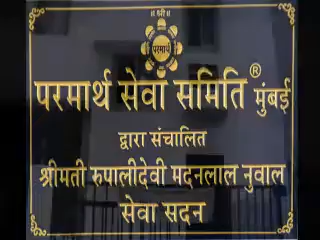 ॥ श्री ॥
परमार्थ
परमार्थ सेवा समिति® मुंबई
द्वारा संचालित
श्रीमती रुपालीदेवी मदनलाल नुवाल
सेवा सदन